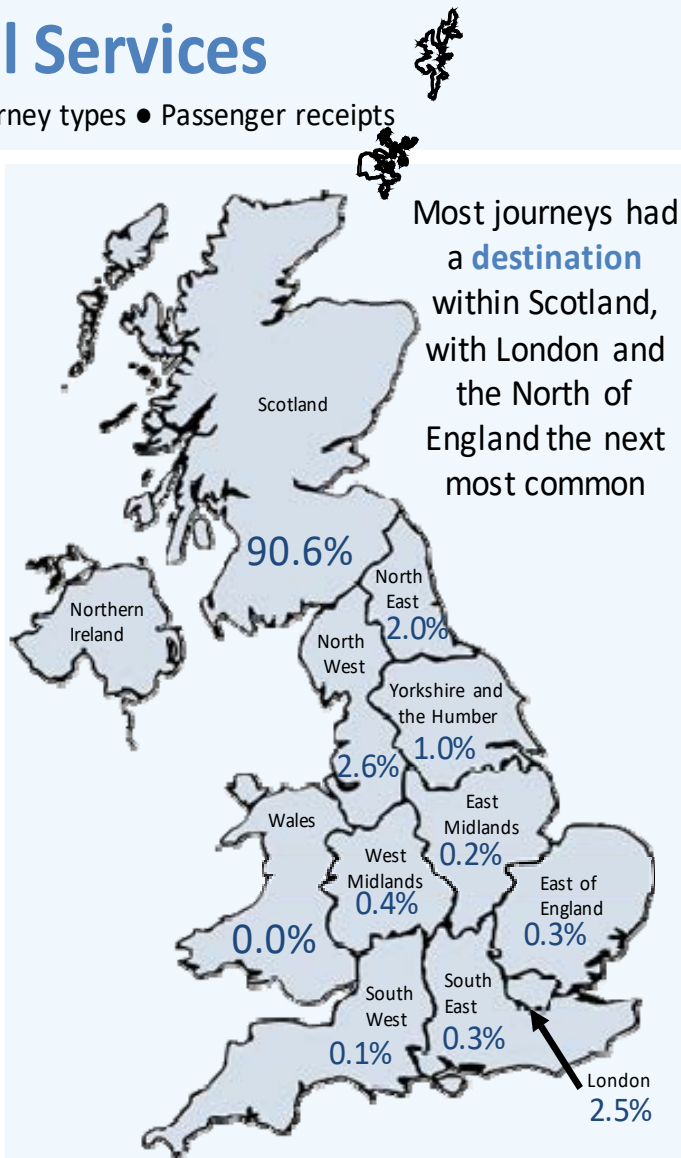 l Services
rney types ● Passenger receipts
Most journeys had
a destination
within Scotland,
with London and
the North of
England the next
most common
Scotland
90.6%
North
East
2.0%
Northern
Ireland
North
West
2.6%
Yorkshire and
the Humber
1.0%
East
Midlands
0.2%
Wales
0.0%
West
Midlands
0.4%
East of
England
0.3%
South
West
0.1%
South
East
0.3%
London
2.5%